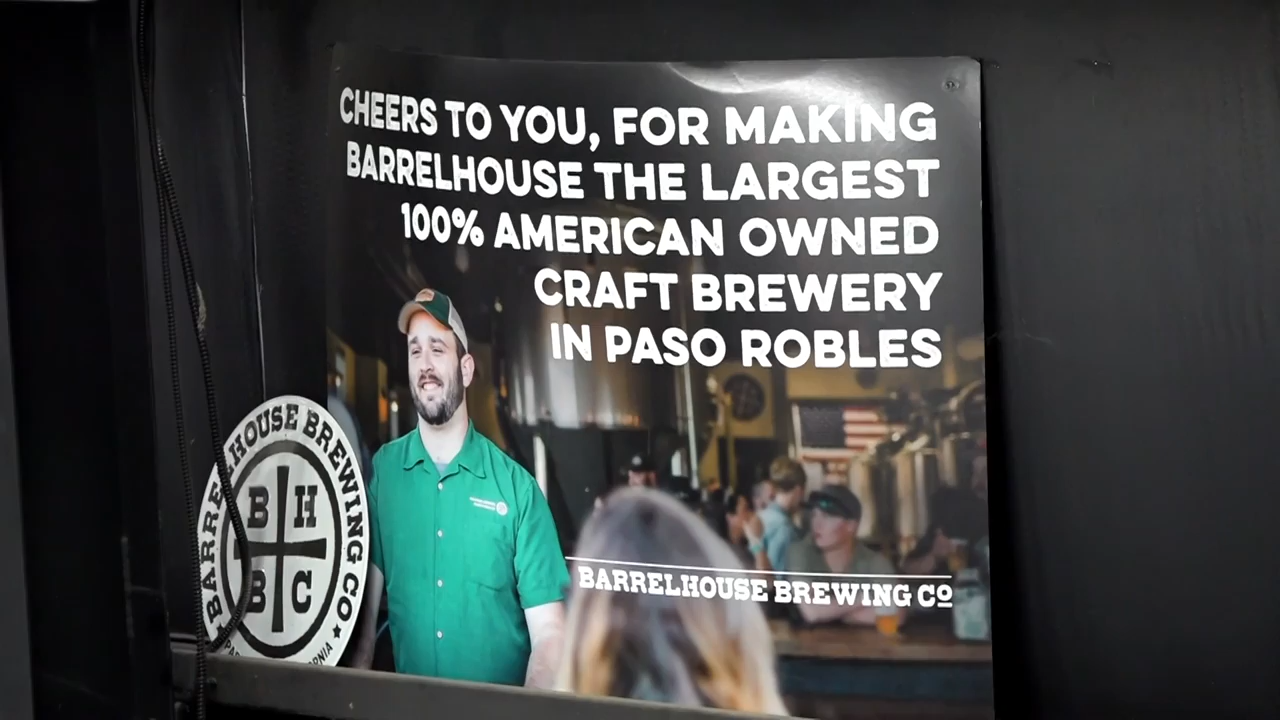 CHEERS TO YOU, FOR MAKING
BARRELHOUSE THE LARGEST
100% AMERICAN OWNED
CRAFT BREWERY
IN PASO ROBLES
BARRELHOUSE BREWING CO
B H
B C
BARRELHOUSE BREWING Co